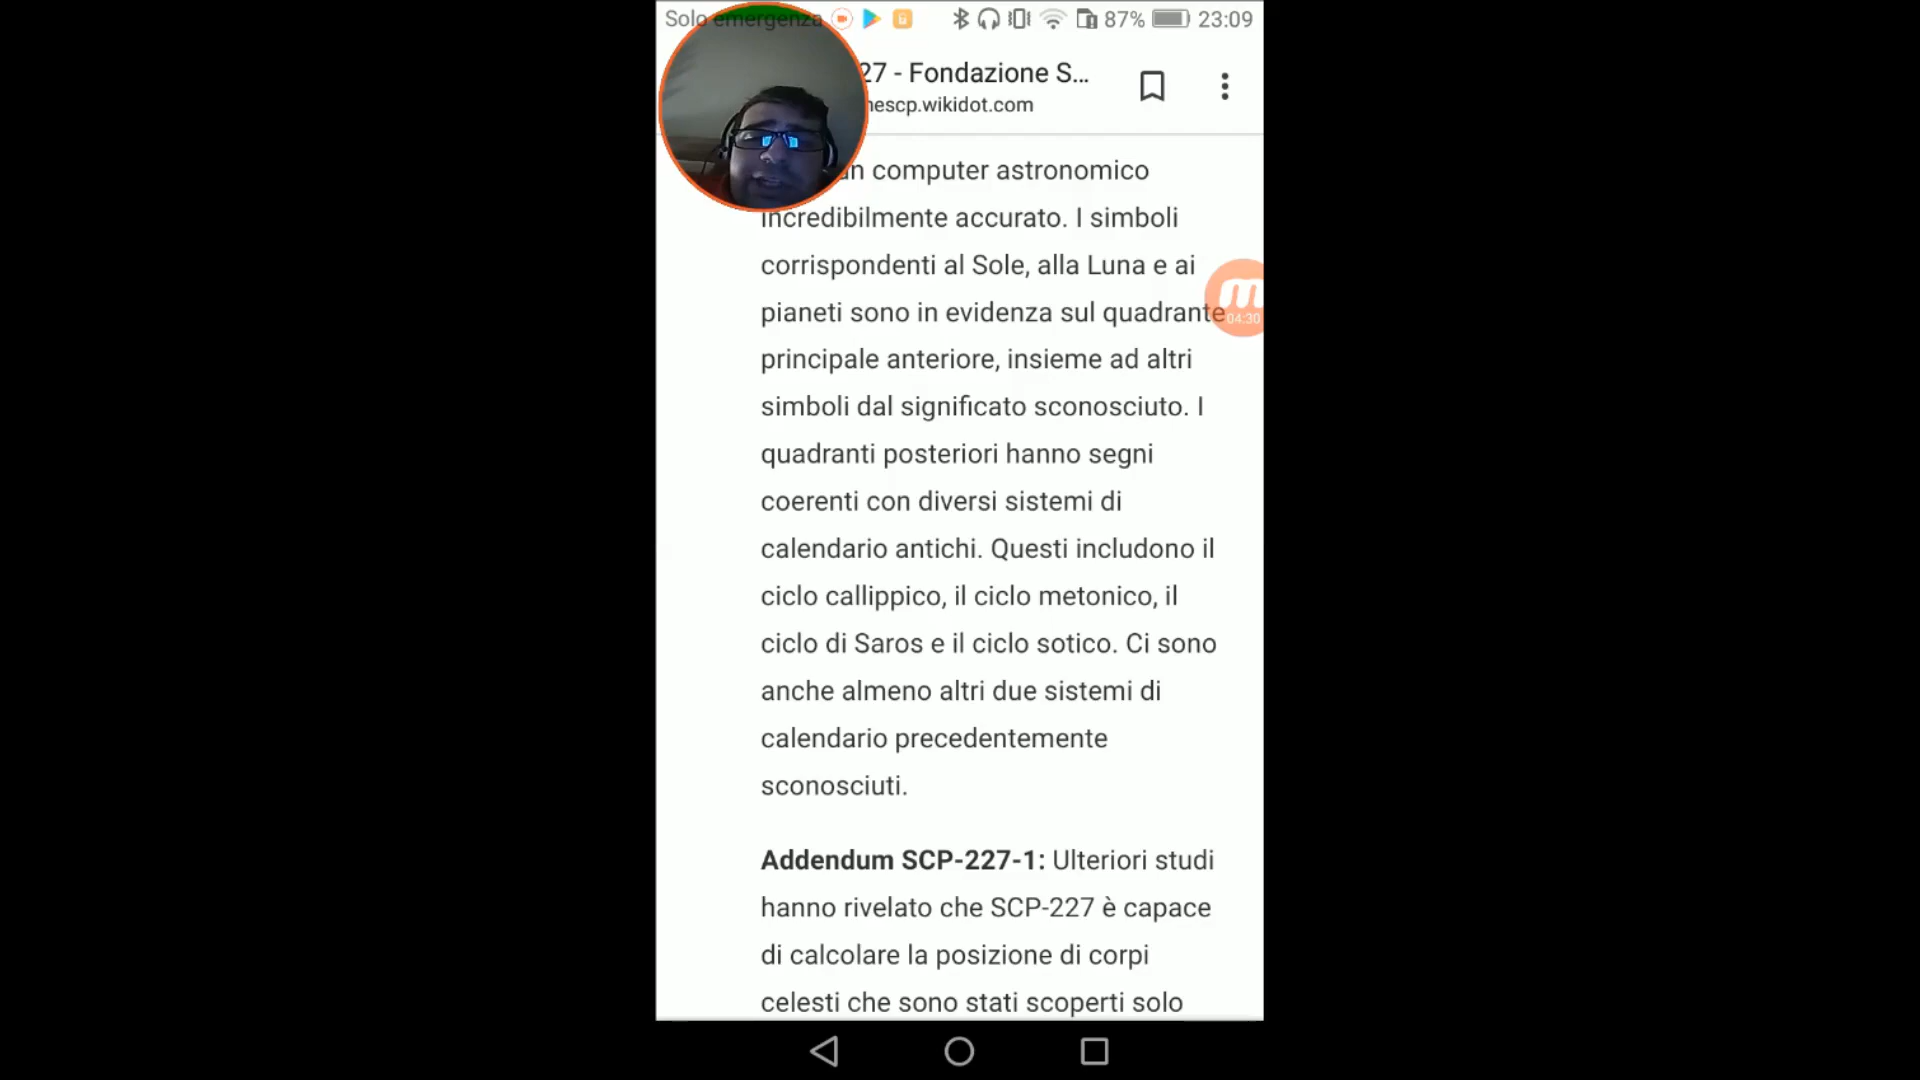 Solo emergenza 87% 23:09
27 - Fondazione S...
escp.wikidot.com
computer astronomico
incredibilmente accurato. I simboli
corrispondenti al Sole, alla Luna e ai
pianeti sono in evidenza sul quadrante
04:30
principale anteriore, insieme ad altri
simboli dal significato sconosciuto. I
quadranti posteriori hanno segni
coerenti con diversi sistemi di
calendario antichi. Questi includono il
ciclo callippico, il ciclo metonico, il
ciclo di Saros e il ciclo sotico. Ci sono
anche almeno altri due sistemi di
calendario precedentemente
sconosciuti.
Addendum SCP-227-1: Ulteriori studi
hanno rivelato che SCP-227 è capace
di calcolare la posizione di corpi
celesti che sono stati scoperti solo